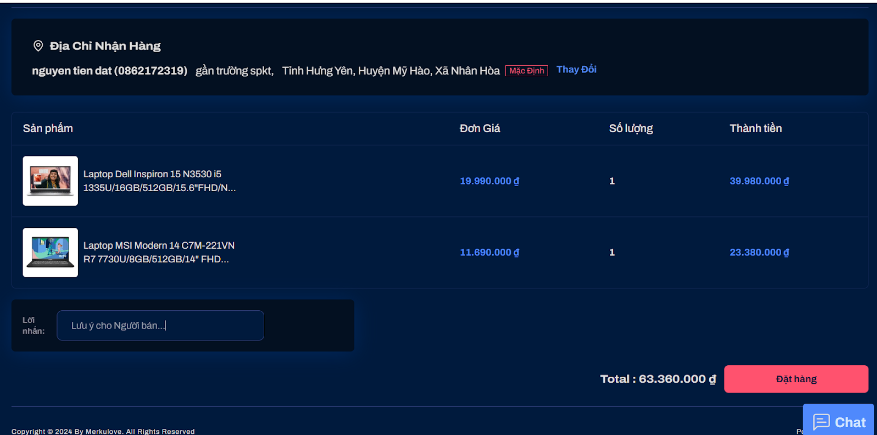 Địa Chỉ Nhận Hàng
nguyen tien dat (0862172319) gần trường spkt, Tỉnh Hưng Yên, Huyện Mỹ Hào, Xã Nhân Hòa Mặc Định Thay Đổi
Sản phẩm Đơn Giá Số lượng Thành tiền
Laptop Dell Inspiron 15 N3530 i5
1335U/16GB/512GB/15.6"FHD/N... 19.990.000 ₫ 1 39.980.000 ₫
Laptop MSI Modern 14 C7M-221VN
R7 7730U/8GB/512GB/14" FHD... 11.690.000 ₫ 1 23.380.000 ₫
Lời
nhắn: Lưu ý cho Người bán...
Total : 63.360.000 ₫ Đặt hàng
Chat
Copyright © 2024 By Merkulove. All Rights Reserved